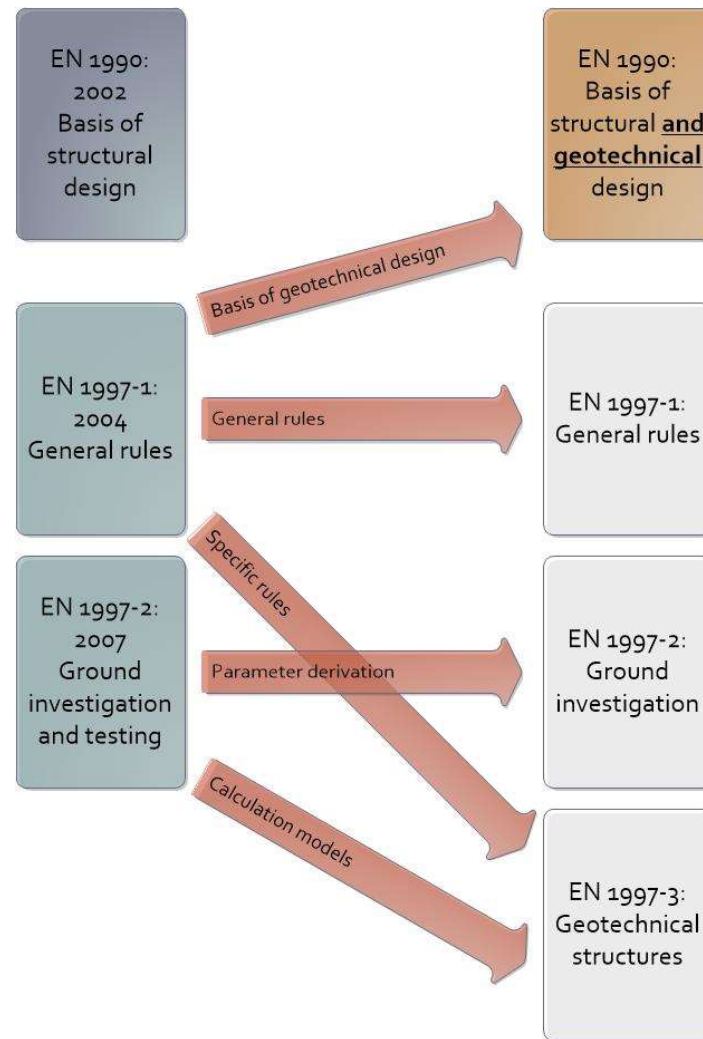 EN 1990:
2002
Basis of
structural
design
EN 1990:
Basis of
structural and
geotechnical
design
Basis of geotechnical design
EN 1997-1:
2004
General rules
General rules
EN 1997-1:
General rules
Specific rules
EN 1997-2:
2007
Ground
investigation
and testing
Parameter derivation
EN 1997-2:
Ground
investigation
Calculation models
EN 1997-3:
Geotechnical
structures